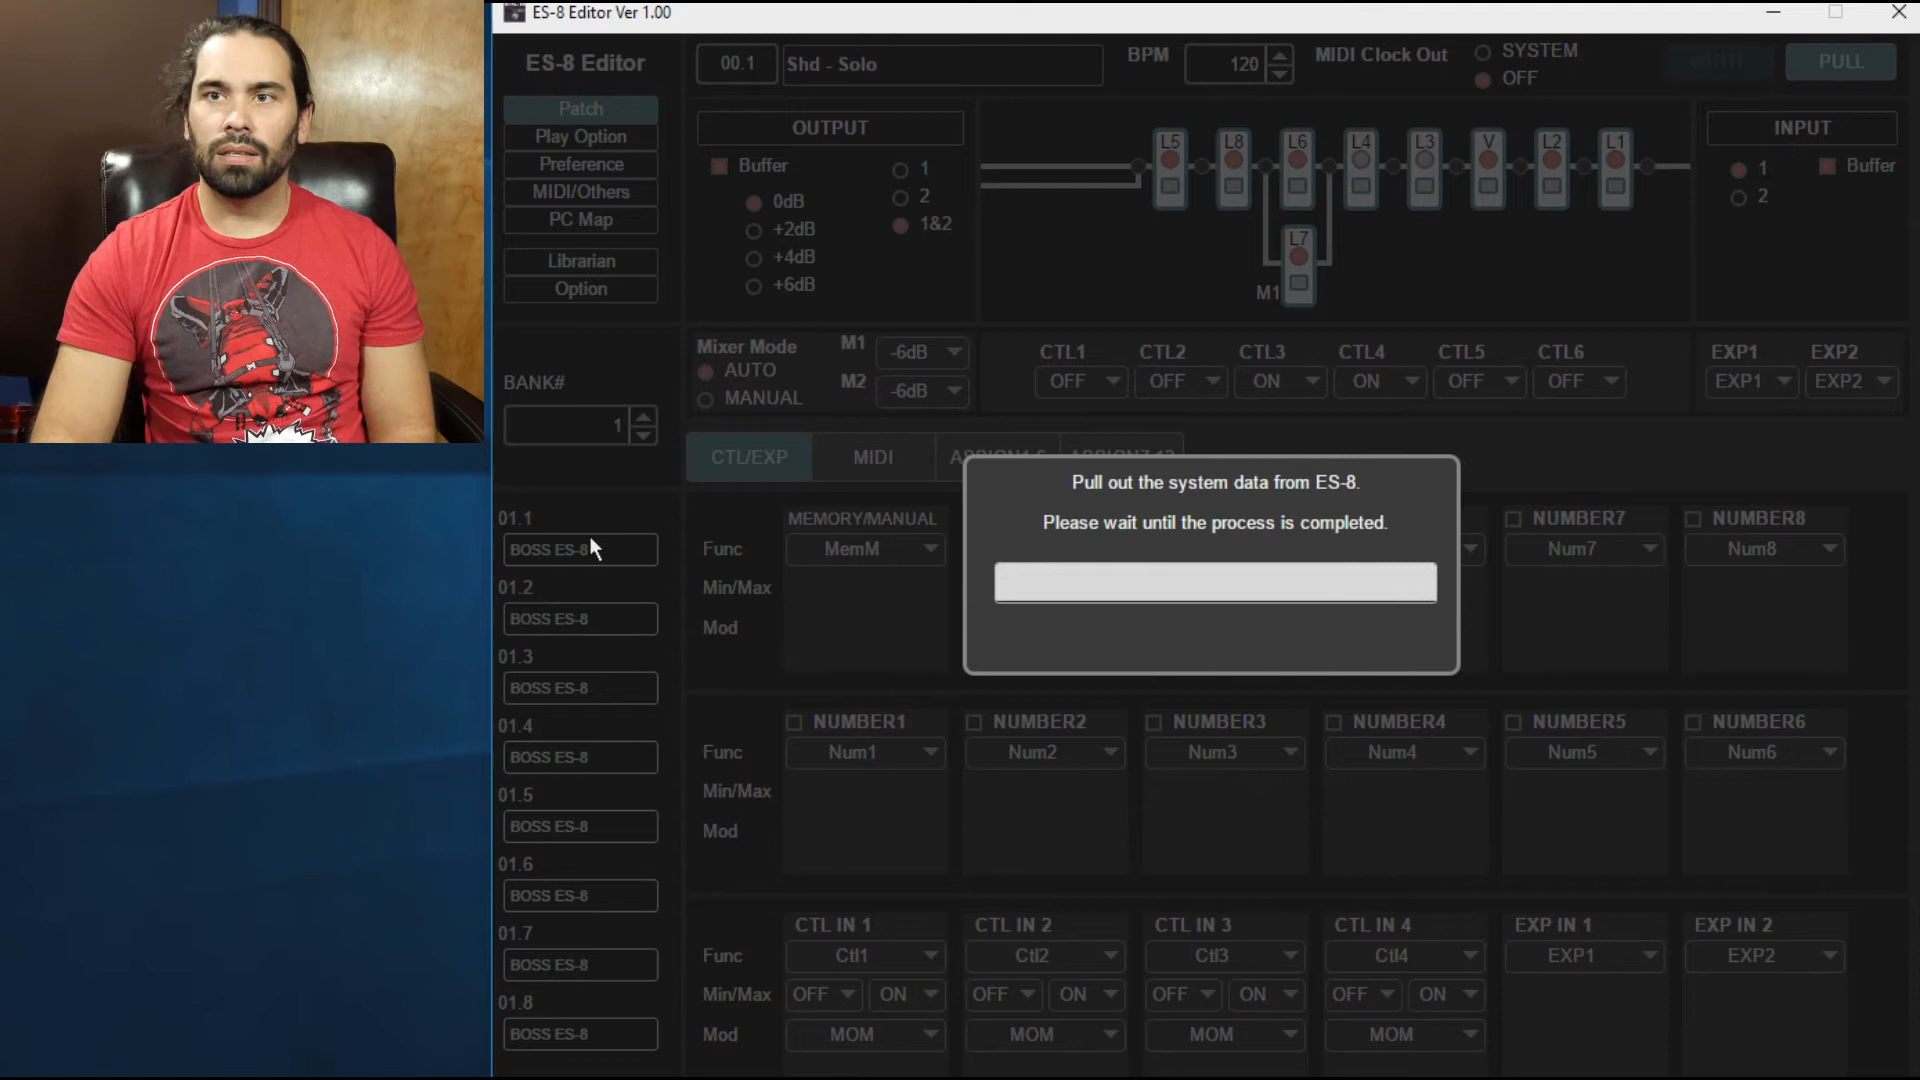 ES-8 Editor Ver 1.00
ES-8 Editor
00.1
Shd - Solo
BPM
120
MIDI Clock Out
SYSTEM
OFF
PULL
Patch
Play Option
Preference
MIDI/Others
PC Map
Librarian
Option
OUTPUT
Buffer
0dB
+2dB
+4dB
+6dB
1
2
1&2
L5 L8 L6 L4 L3 V L2 L1
L7
M1
INPUT
1
2
Buffer
BANK#
1
Mixer Mode
AUTO
MANUAL
M1 -6dB
M2 -6dB
CTL1 CTL2 CTL3 CTL4 CTL5 CTL6
OFF OFF ON ON OFF OFF
EXP1 EXP2
EXP1 EXP2
CTL/EXP
MIDI
Pull out the system data from ES-8.
Please wait until the process is completed.
01.1
BOSS ES-8
01.2
BOSS ES-8
01.3
BOSS ES-8
01.4
BOSS ES-8
01.5
BOSS ES-8
01.6
BOSS ES-8
01.7
BOSS ES-8
01.8
BOSS ES-8
MEMORY/MANUAL NUMBER7 NUMBER8
Func MemM Num7 Num8
Min/Max
Mod
NUMBER1 NUMBER2 NUMBER3 NUMBER4 NUMBER5 NUMBER6
Func Num1 Num2 Num3 Num4 Num5 Num6
Min/Max
Mod
CTL IN 1 CTL IN 2 CTL IN 3 CTL IN 4 EXP IN 1 EXP IN 2
Func Ctl1 Ctl2 Ctl3 Ctl4 EXP1 EXP2
Min/Max OFF ON OFF ON OFF ON OFF ON
Mod MOM MOM MOM MOM